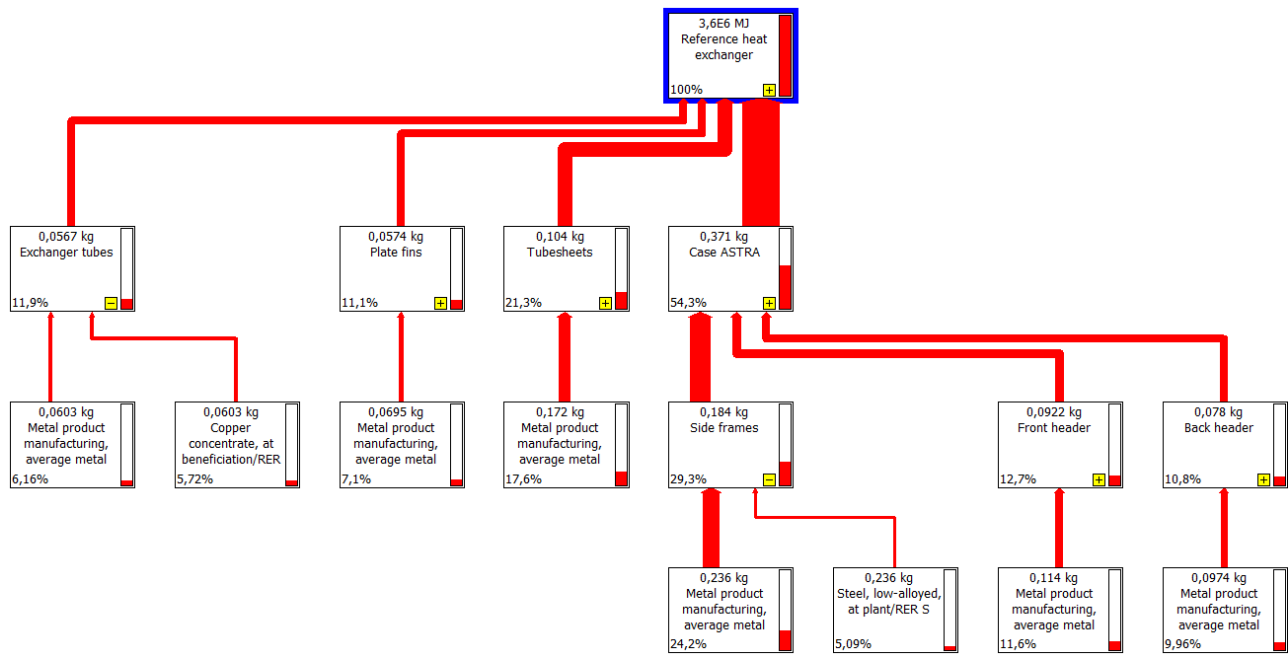 3,6E6 MJ
Reference heat
exchanger
100%
+
0,0567 kg
Exchanger tubes
11,9%
−
0,0574 kg
Plate fins
11,1%
+
0,104 kg
Tubesheets
21,3%
+
0,371 kg
Case ASTRA
54,3%
+
0,0603 kg
Metal product
manufacturing,
average metal
6,16%
0,0603 kg
Copper
concentrate, at
beneficiation/RER
5,72%
0,0695 kg
Metal product
manufacturing,
average metal
7,1%
0,172 kg
Metal product
manufacturing,
average metal
17,6%
0,184 kg
Side frames
29,3%
−
0,0922 kg
Front header
12,7%
+
0,078 kg
Back header
10,8%
+
0,236 kg
Metal product
manufacturing,
average metal
24,2%
0,236 kg
Steel, low-alloyed,
at plant/RER S
5,09%
0,114 kg
Metal product
manufacturing,
average metal
11,6%
0,0974 kg
Metal product
manufacturing,
average metal
9,96%